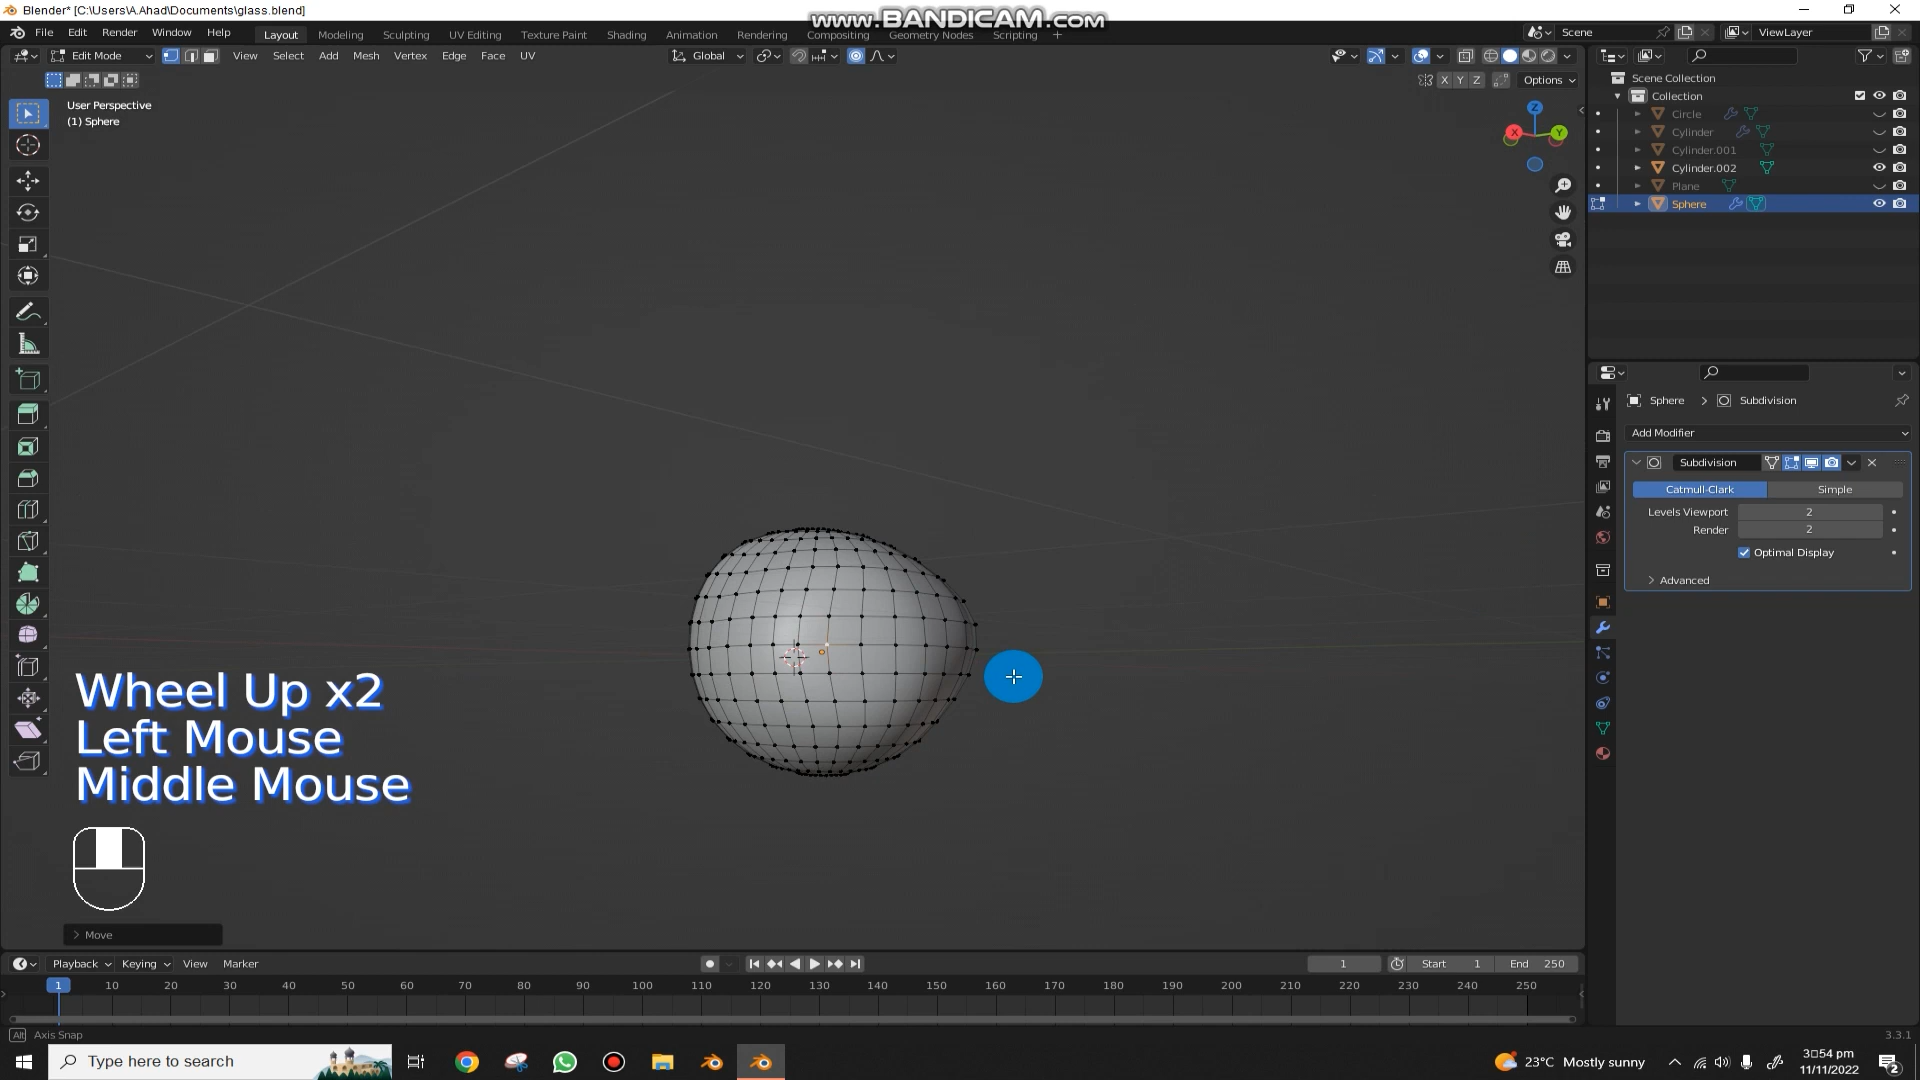 Blender* [C:\Users\A.Ahad\Documents\glass.blend]
www.BANDICAM.com
File Edit Render Window Help
Layout Modeling Sculpting UV Editing Texture Paint Shading Animation Rendering Compositing Geometry Nodes Scripting +
Scene
ViewLayer
Edit Mode
View Select Add Mesh Vertex Edge Face UV
Global
X Y Z
Options
User Perspective
(1) Sphere
Z
X
Y
Scene Collection
Collection
Circle
Cylinder
Cylinder.001
Cylinder.002
Plane
Sphere
Sphere > Subdivision
Add Modifier
Subdivision
Catmull-Clark Simple
Levels Viewport 2
Render 2
Optimal Display
Advanced
Wheel Up x2
Left Mouse
Middle Mouse
Move
Playback Keying View Marker
1
Start 1
End 250
1 10 20 30 40 50 60 70 80 90 100 110 120 130 140 150 160 170 180 190 200 210 220 230 240 250
Alt Axis Snap
3.3.1
Type here to search
23°C Mostly sunny
3□54 pm
11/11/2022
2